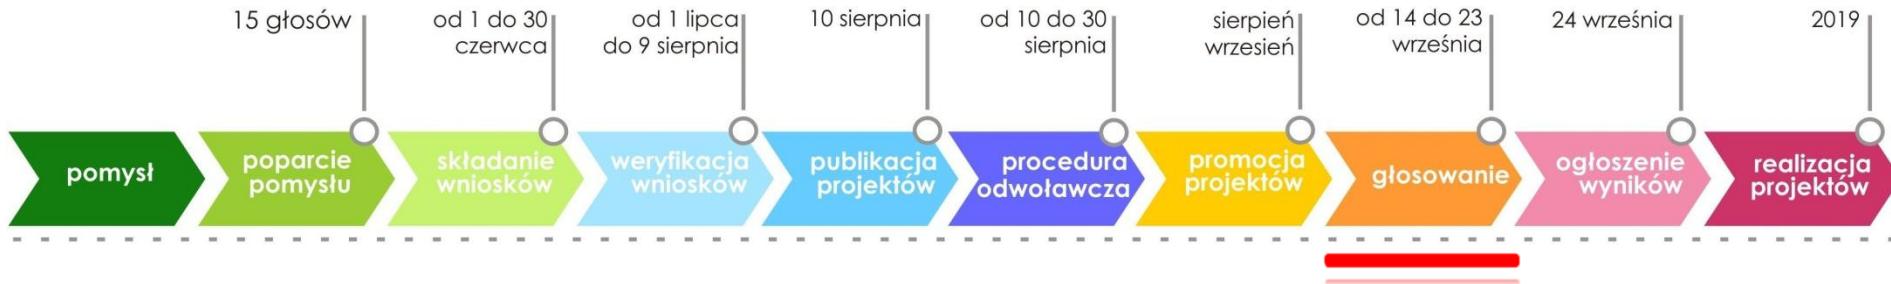 15 głosów
od 1 do 30
czerwca
od 1 lipca
do 9 sierpnia
10 sierpnia
od 10 do 30
sierpnia
sierpień
wrzesień
od 14 do 23
września
24 września
2019
pomysł
poparcie
pomysłu
składanie
wniosków
weryfikacja
wniosków
publikacja
projektów
procedura
odwoławcza
promocja
projektów
głosowanie
ogłoszenie
wyników
realizacja
projektów